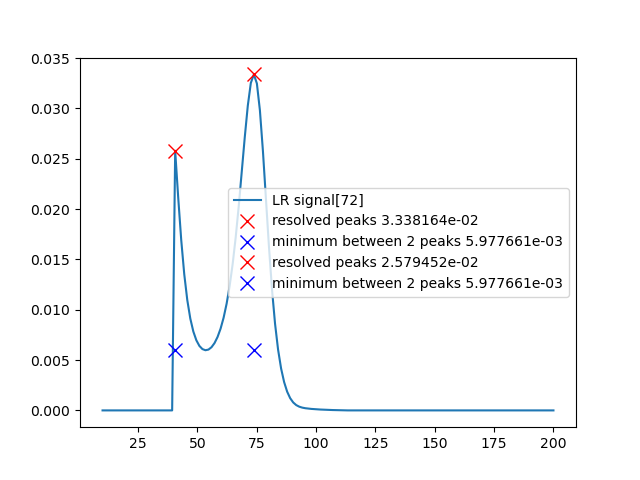 0.035
0.030
0.025
0.020
0.015
0.010
0.005
0.000
LR signal[72]
resolved peaks 3.338164e-02
minimum between 2 peaks 5.977661e-03
resolved peaks 2.579452e-02
minimum between 2 peaks 5.977661e-03
25 50 75 100 125 150 175 200